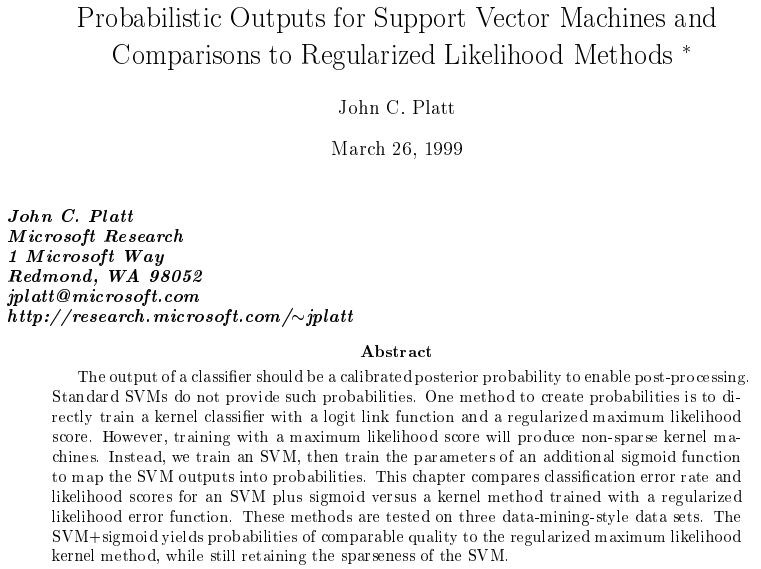 Probabilistic Outputs for Support Vector Machines and
Comparisons to Regularized Likelihood Methods *
John C. Platt
March 26, 1999
John C. Platt
Microsoft Research
1 Microsoft Way
Redmond, WA 98052
jplatt@microsoft.com
http://research.microsoft.com/~jplatt
Abstract
The output of a classifier should be a calibrated posterior probability to enable post-processing.
Standard SVMs do not provide such probabilities. One method to create probabilities is to di-
rectly train a kernel classifier with a logit link function and a regularized maximum likelihood
score. However, training with a maximum likelihood score will produce non-sparse kernel ma-
chines. Instead, we train an SVM, then train the parameters of an additional sigmoid function
to map the SVM outputs into probabilities. This chapter compares classification error rate and
likelihood scores for an SVM plus sigmoid versus a kernel method trained with a regularized
likelihood error function. These methods are tested on three data-mining-style data sets. The
SVM+sigmoid yields probabilities of comparable quality to the regularized maximum likelihood
kernel method, while still retaining the sparseness of the SVM.